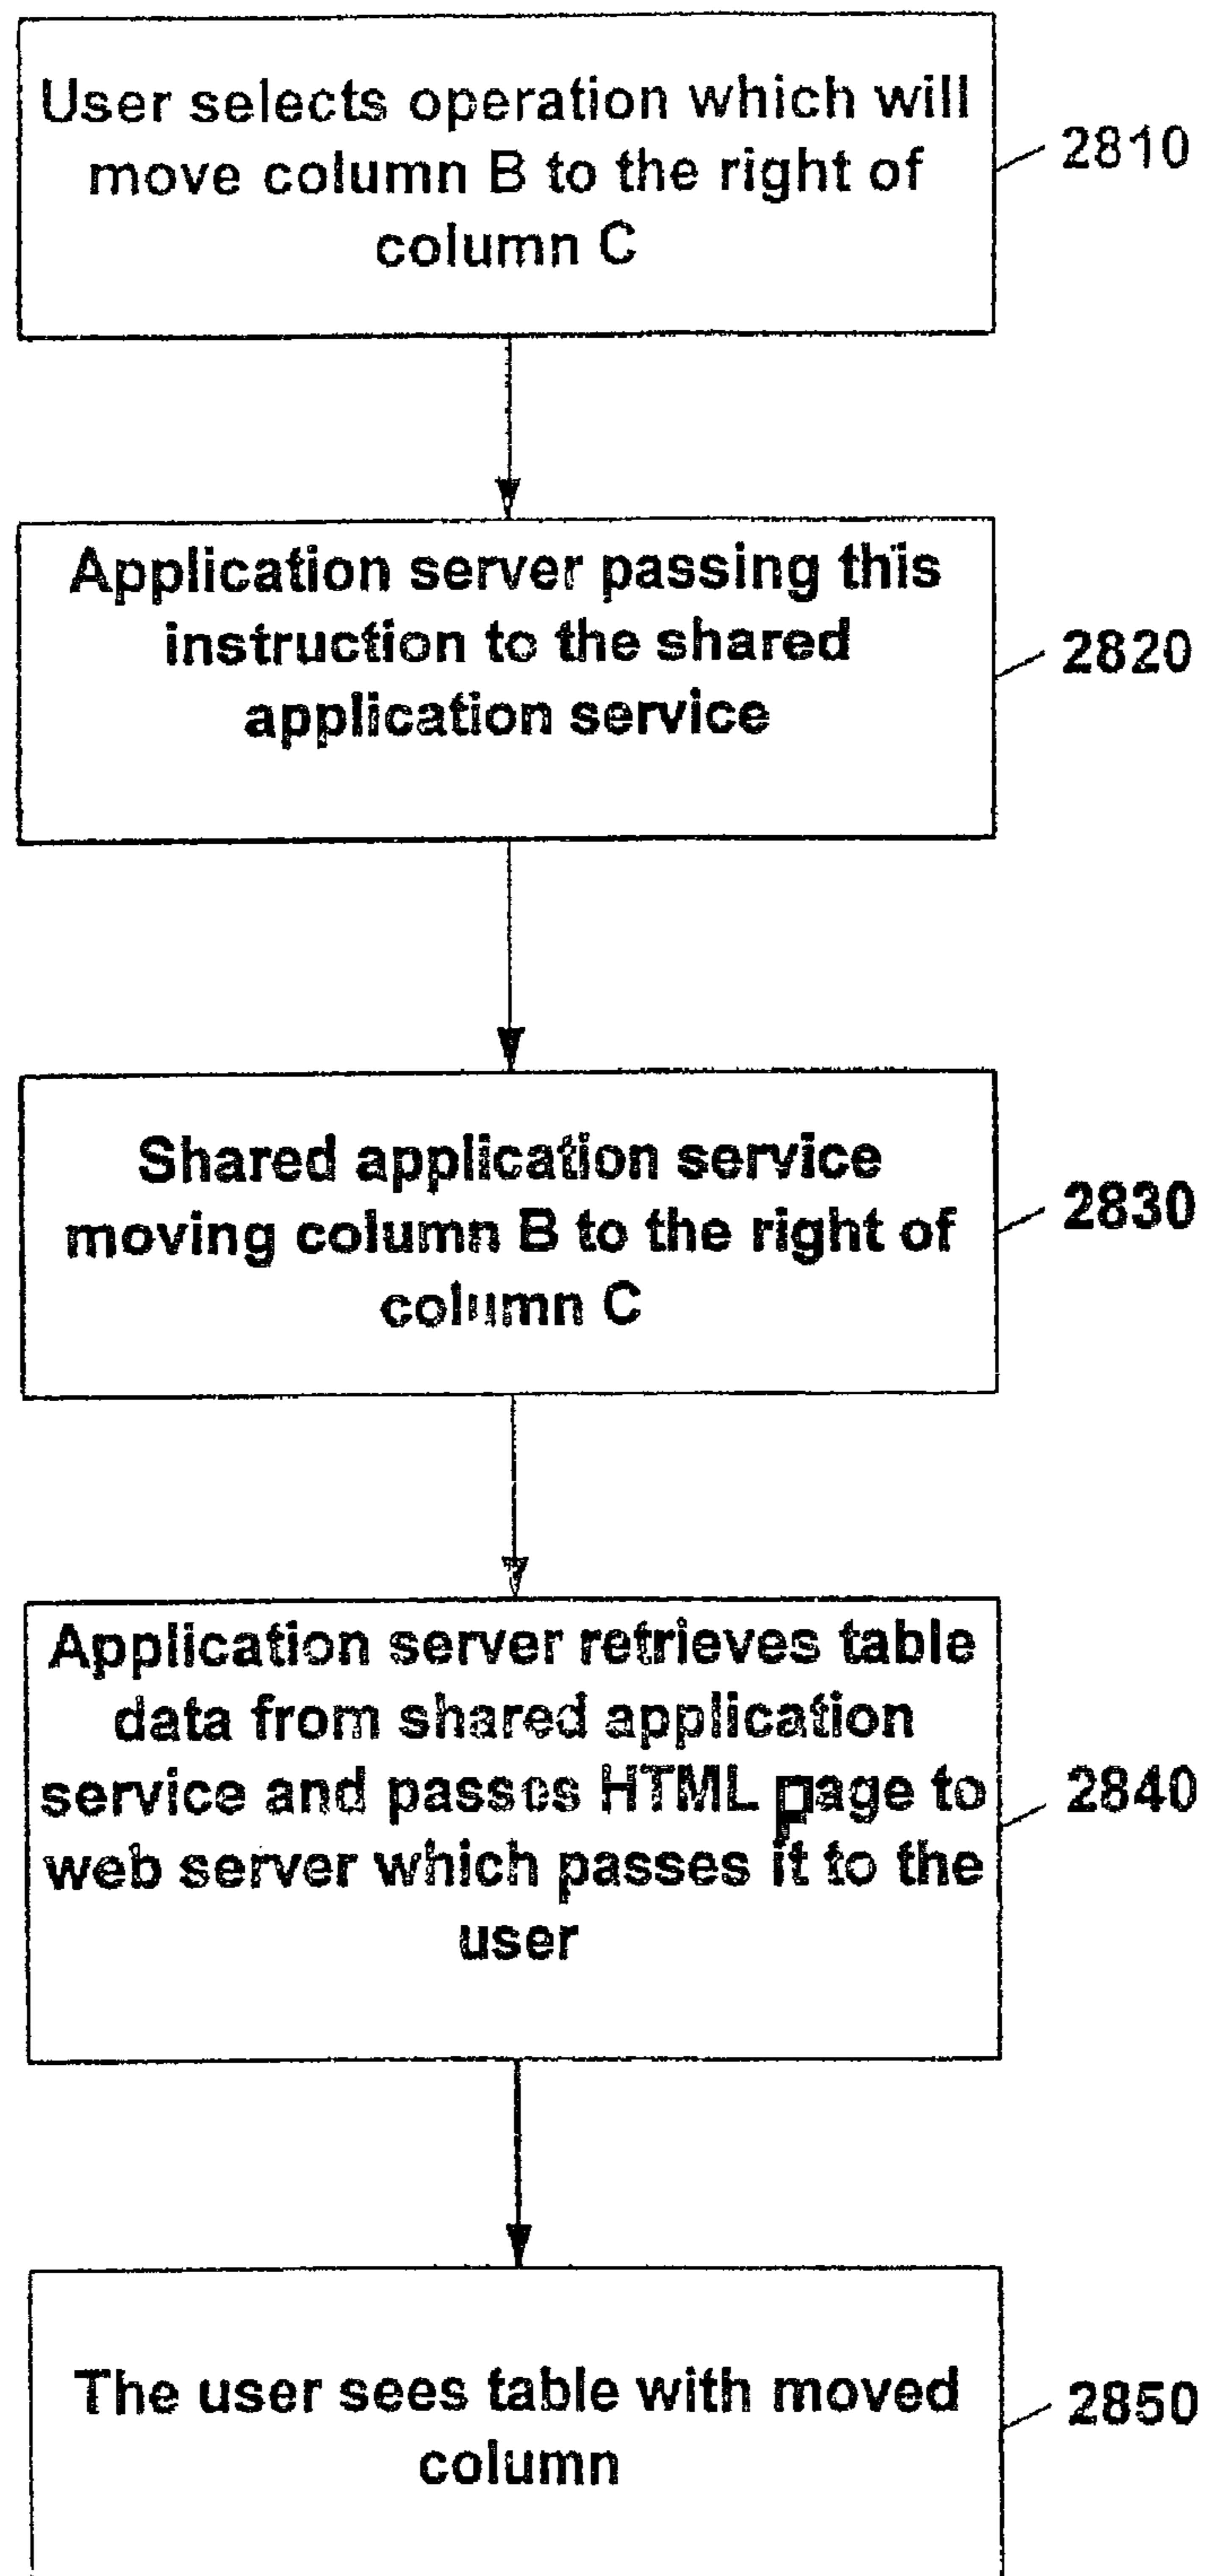 User selects operation which will
move column B to the right of
column C
2810
Application server passing this
instruction to the shared
application service
2820
Shared application service
moving column B to the right of
column C
2830
Application server retrieves table
data from shared application
service and passes HTML page to
web server which passes it to the
user
2840
The user sees table with moved
column
2850